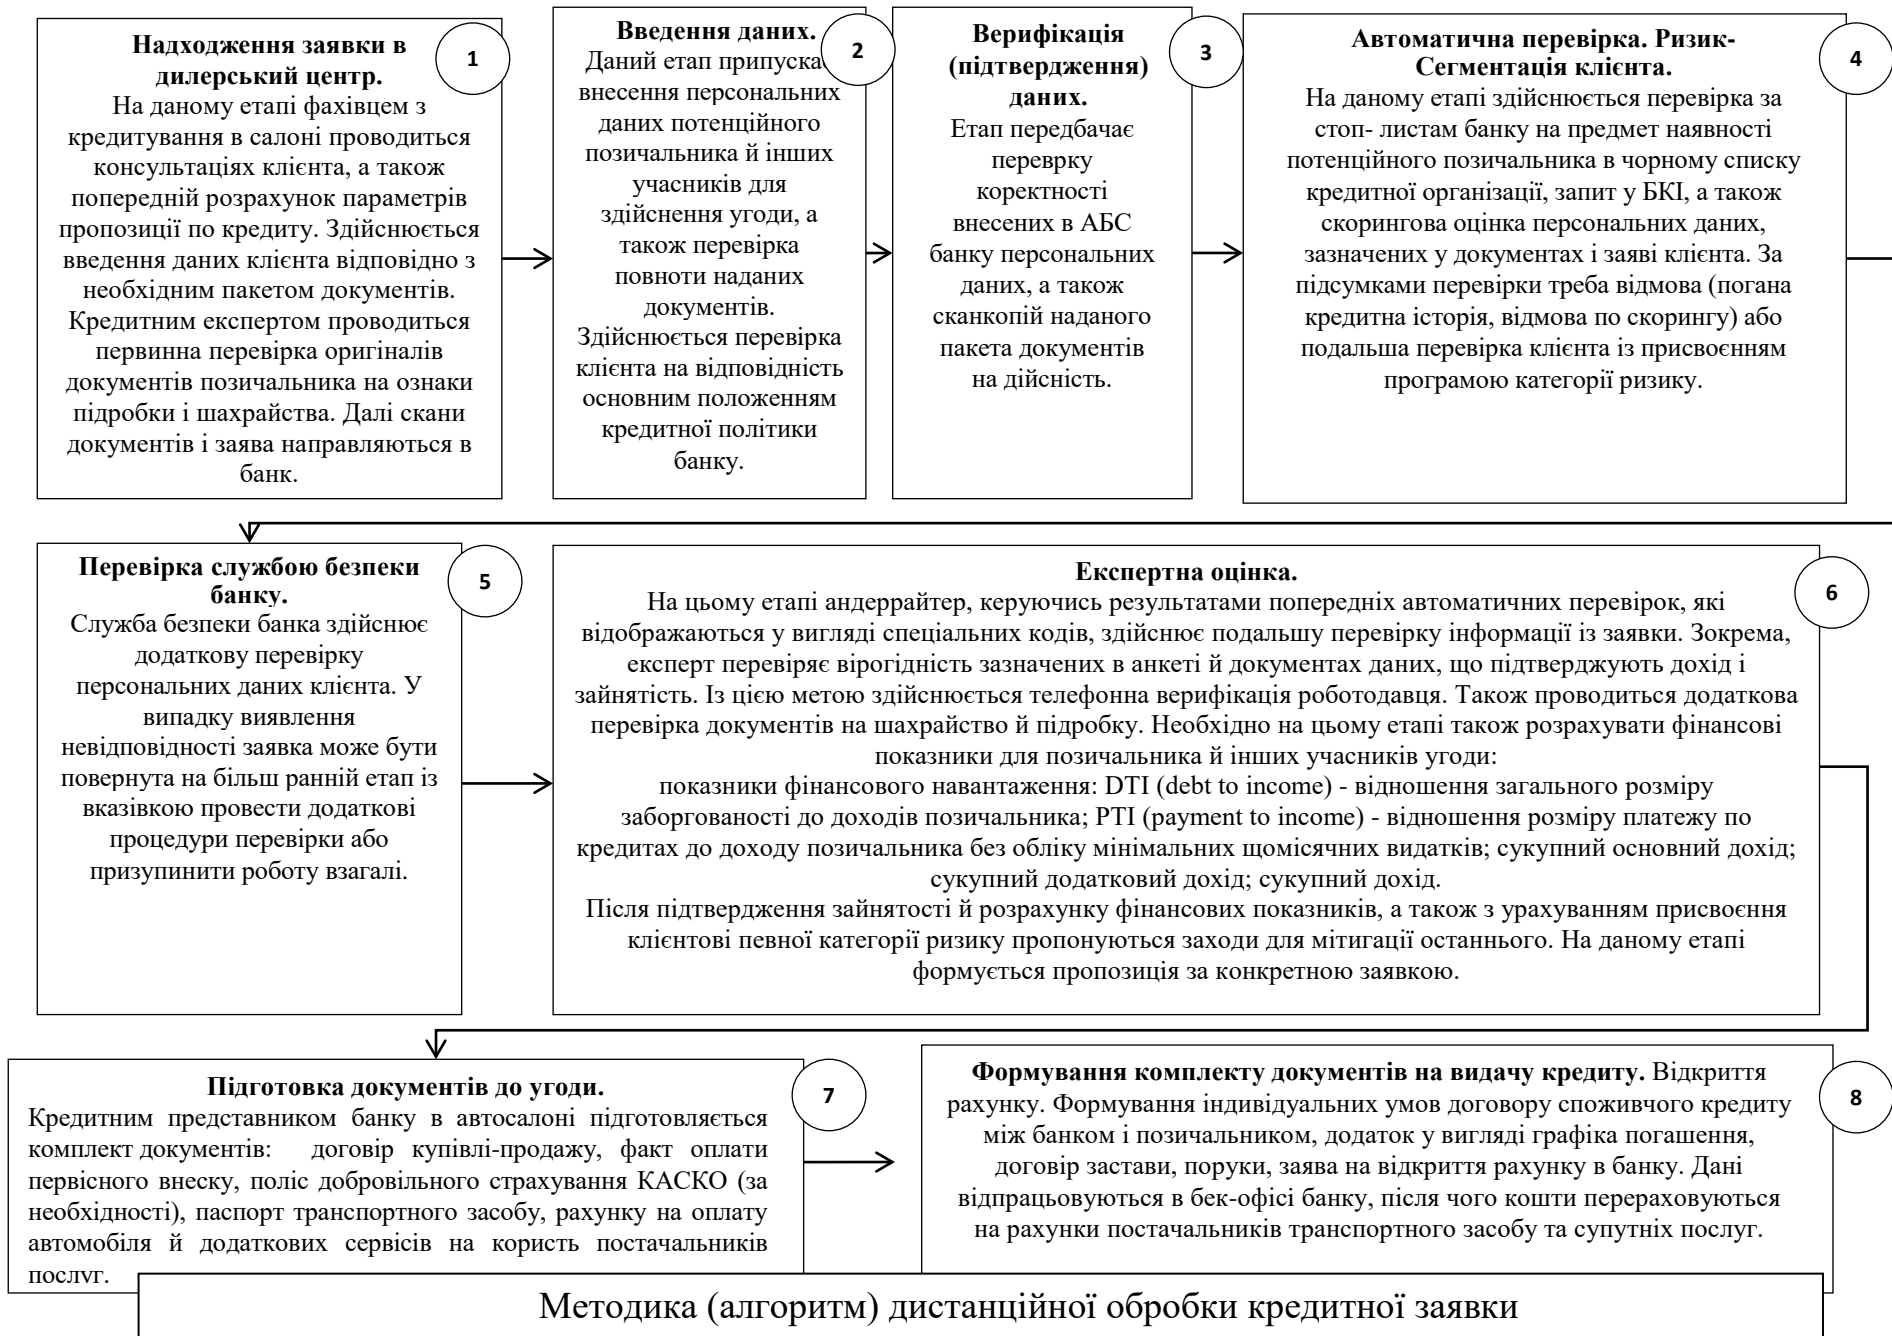 Надходження заявки в
дилерський центр.
1
На даному етапі фахівцем з
кредитування в салоні проводиться
консультаціях клієнта, а також
попередній розрахунок параметрів
пропозиції по кредиту. Здійснюється
введення даних клієнта відповідно з
необхідним пакетом документів.
Кредитним експертом проводиться
первинна перевірка оригіналів
документів позичальника на ознаки
підробки і шахрайства. Далі скани
документів і заява направляються в
банк.
Введення даних.
2
Даний етап припуска
внесення персональних
даних потенційного
позичальника й інших
учасників для
здійснення угоди, а
також перевірка
повноти наданих
документів.
Здійснюється перевірка
клієнта на відповідність
основним положенням
кредитної політики
банку.
Верифікація
(підтвердження)
даних.
3
Етап передбачає
переврку
коректності
внесених в АБС
банку персональних
даних, а також
сканкопій наданого
пакета документів
на дійсність.
Автоматична перевірка. Ризик-
Сегментація клієнта.
4
На даному етапі здійснюється перевірка за
стоп- листам банку на предмет наявності
потенційного позичальника в чорному списку
кредитної організації, запит у БКІ, а також
скорингова оцінка персональних даних,
зазначених у документах і заяві клієнта. За
підсумками перевірки треба відмова (погана
кредитна історія, відмова по скорингу) або
подальша перевірка клієнта із присвоєнням
програмою категорії ризику.
Перевірка службою безпеки
банку.
5
Служба безпеки банка здійснює
додаткову перевірку
персональних даних клієнта. У
випадку виявлення
невідповідності заявка може бути
повернута на більш ранній етап із
вказівкою провести додаткові
процедури перевірки або
призупинити роботу взагалі.
Експертна оцінка.
6
На цьому етапі андеррайтер, керуючись результатами попередніх автоматичних перевірок, які
відображаються у вигляді спеціальних кодів, здійснює подальшу перевірку інформації із заявки. Зокрема,
експерт перевіряє вірогідність зазначених в анкеті й документах даних, що підтверджують дохід і
зайнятість. Із цією метою здійснюється телефонна верифікація роботодавця. Також проводиться додаткова
перевірка документів на шахрайство й підробку. Необхідно на цьому етапі також розрахувати фінансові
показники для позичальника й інших учасників угоди:
показники фінансового навантаження: DTI (debt to income) - відношення загального розміру
заборгованості до доходів позичальника; PTI (payment to income) - відношення розміру платежу по
кредитах до доходу позичальника без обліку мінімальних щомісячних видатків; сукупний основний дохід;
сукупний додатковий дохід; сукупний дохід.
Після підтвердження зайнятості й розрахунку фінансових показників, а також з урахуванням присвоєння
клієнтові певної категорії ризику пропонуються заходи для мітигації останнього. На даному етапі
формується пропозиція за конкретною заявкою.
Підготовка документів до угоди.
7
Кредитним представником банку в автосалоні підготовляється
комплект документів: договір купівлі-продажу, факт оплати
первісного внеску, поліс добровільного страхування КАСКО (за
необхідності), паспорт транспортного засобу, рахунку на оплату
автомобіля й додаткових сервісів на користь постачальників
послуг.
Формування комплекту документів на видачу кредиту. Відкриття
8
рахунку. Формування індивідуальних умов договору споживчого кредиту
між банком і позичальником, додаток у вигляді графіка погашення,
договір застави, поруки, заява на відкриття рахунку в банку. Дані
відпрацьовуються в бек-офісі банку, після чого кошти перераховуються
на рахунки постачальників транспортного засобу та супутніх послуг.
Методика (алгоритм) дистанційної обробки кредитної заявки